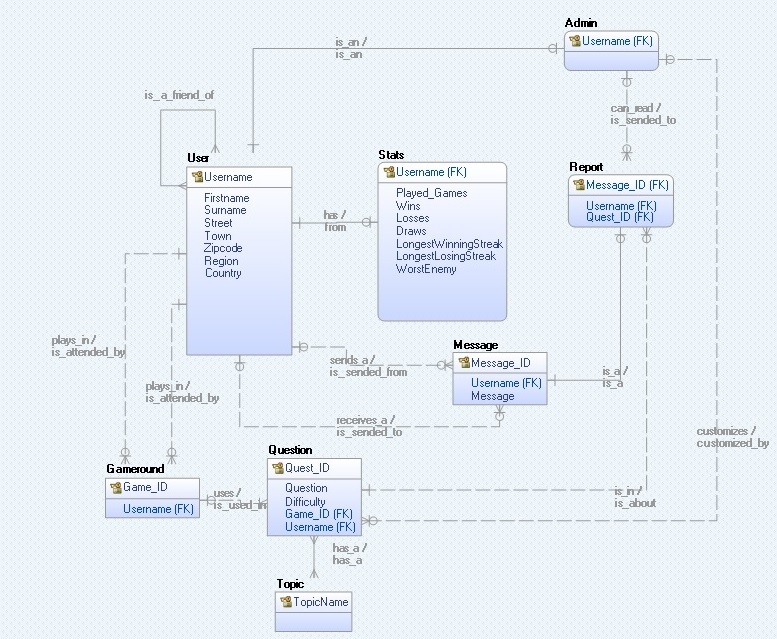 Admin
Username (FK)
is_an /
is_an
can_read /
is_sended_to
is_a_friend_of
User
Username
Firstname
Surname
Street
Town
Zipcode
Region
Country
Stats
Username (FK)
Played_Games
Wins
Losses
Draws
LongestWinningStreak
LongestLosingStreak
WorstEnemy
has /
from
Report
Message_ID (FK)
Username (FK)
Quest_ID (FK)
plays_in /
is_attended_by
plays_in /
is_attended_by
sends_a /
is_sended_from
Message
Message_ID
Username (FK)
Message
is_a /
is_a
receives_a /
is_sended_to
customizes /
customized_by
Gameround
Game_ID
Username (FK)
uses /
is_used_in
Question
Quest_ID
Question
Difficulty
Game_ID (FK)
Username (FK)
is_in /
is_about
has_a /
has_a
Topic
TopicName